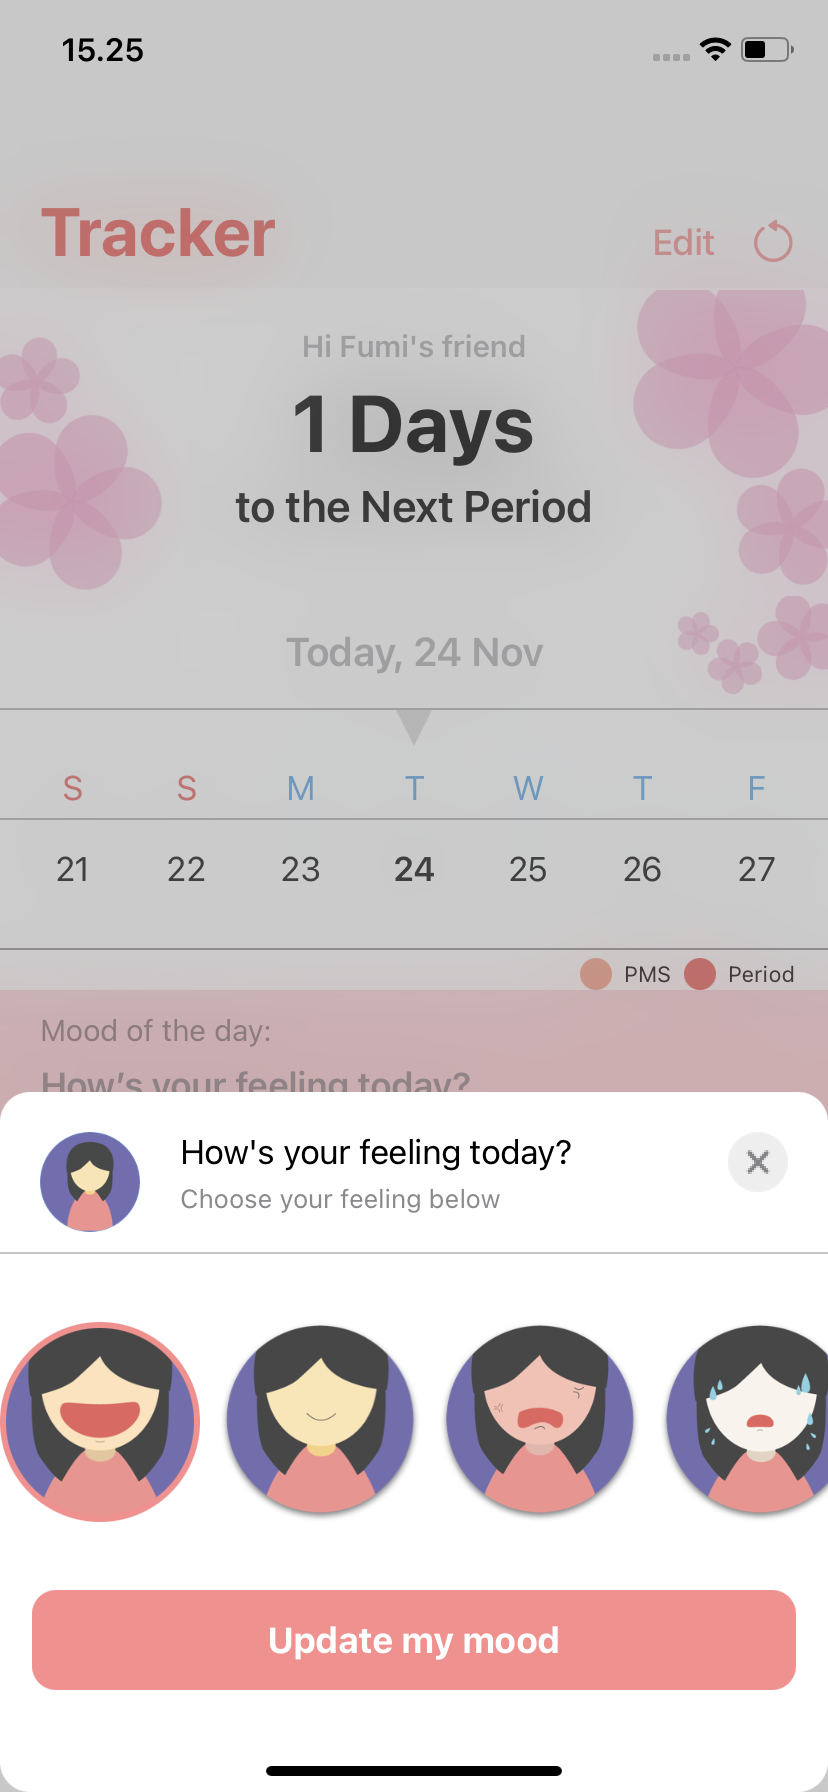 15.25
Tracker
Edit
Hi Fumi's friend
1 Days
to the Next Period
Today, 24 Nov
S S M T W T F
21 22 23 24 25 26 27
PMS Period
Mood of the day:
How’s your feeling today?
How's your feeling today?
Choose your feeling below
Update my mood